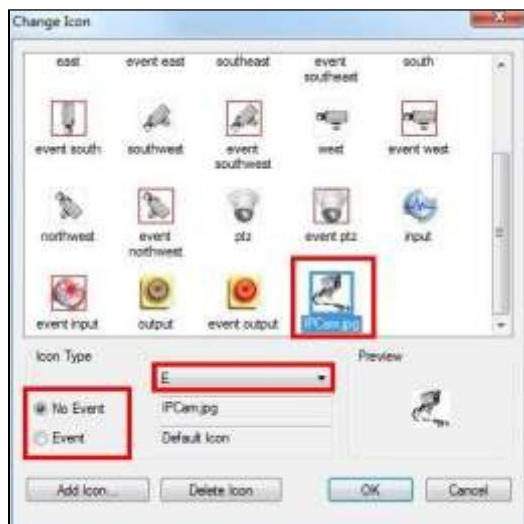 Change Icon
east event east southeast event southeast south
event south southwest event southwest west event west
northwest event northwest ptz event ptz input
event input output event output IPCam.jpg
Icon Type Preview
E
No Event IPCam.jpg
Event Default Icon
Add Icon... Delete Icon OK Cancel